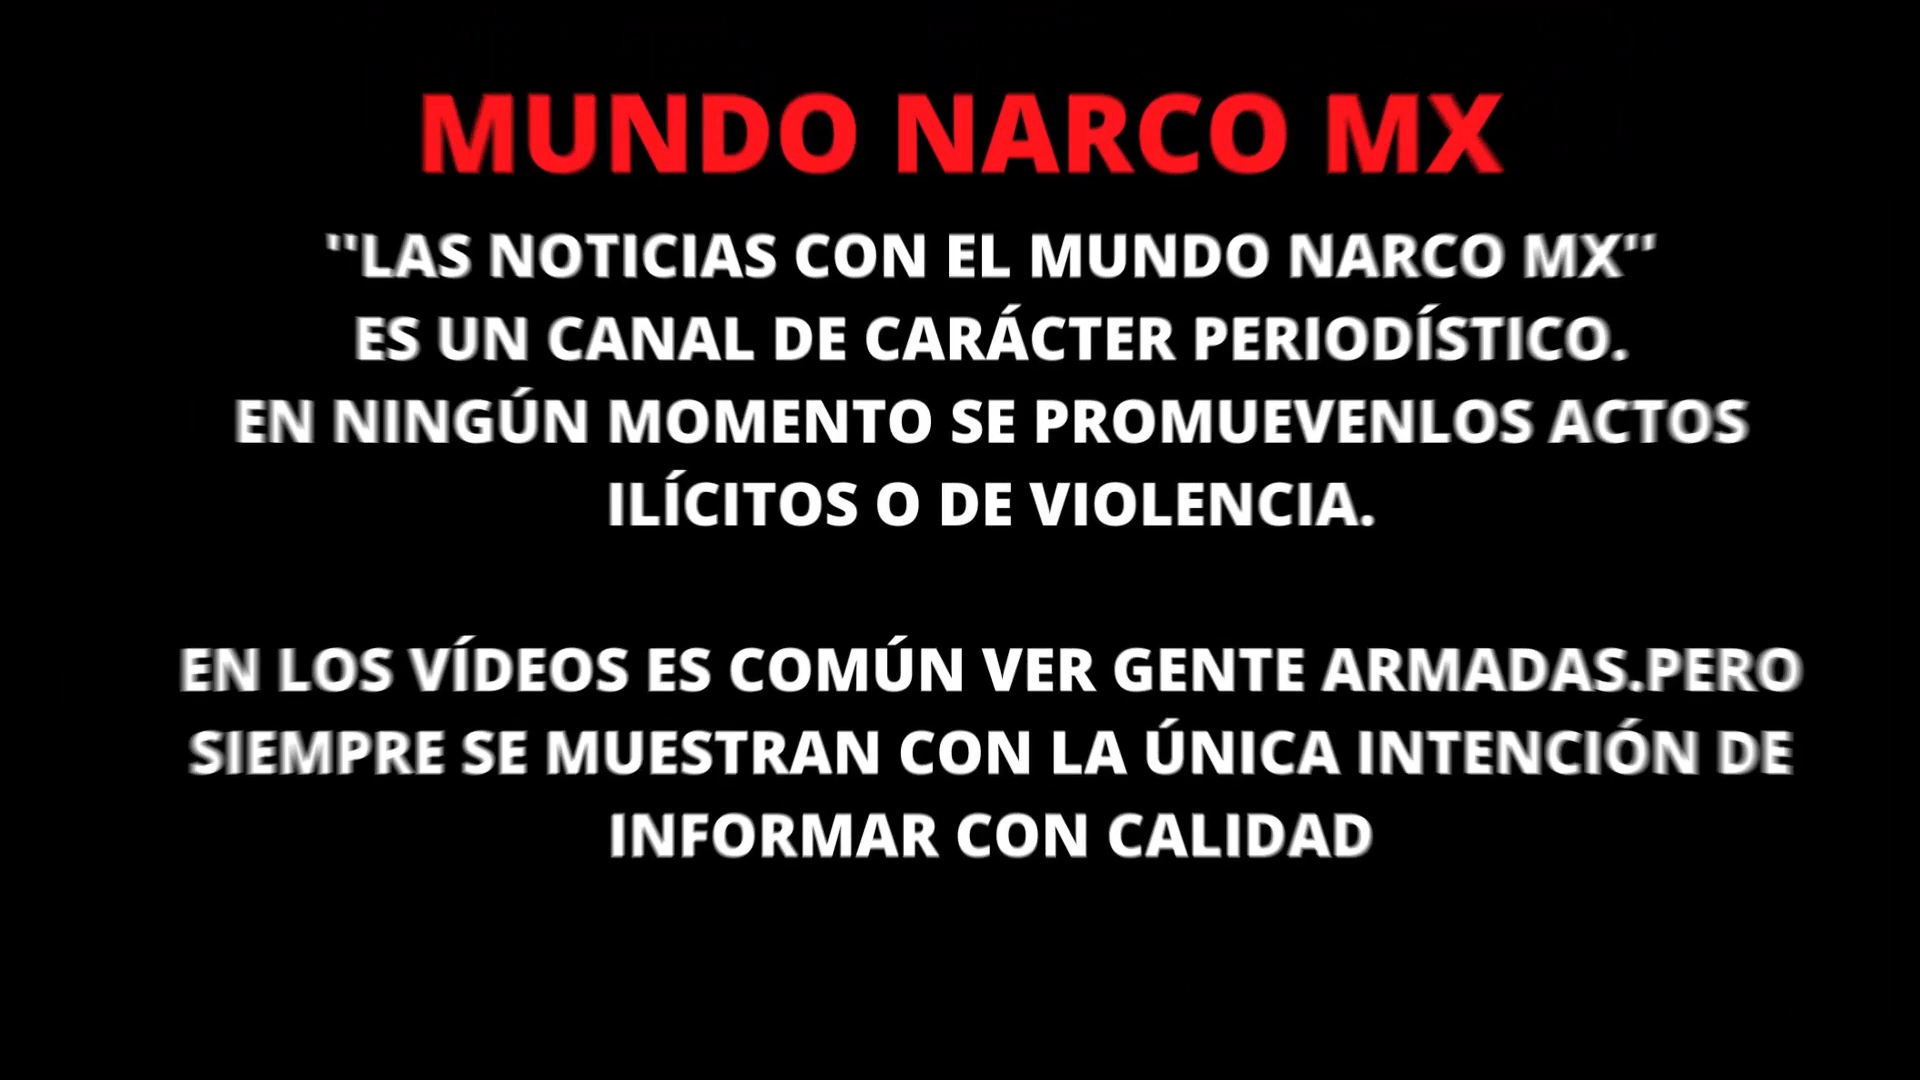 MUNDO NARCO MX
"LAS NOTICIAS CON EL MUNDO NARCO MX"
ES UN CANAL DE CARÁCTER PERIODÍSTICO.
EN NINGÚN MOMENTO SE PROMUEVENLOS ACTOS
ILÍCITOS O DE VIOLENCIA.
EN LOS VÍDEOS ES COMÚN VER GENTE ARMADAS.PERO
SIEMPRE SE MUESTRAN CON LA ÚNICA INTENCIÓN DE
INFORMAR CON CALIDAD